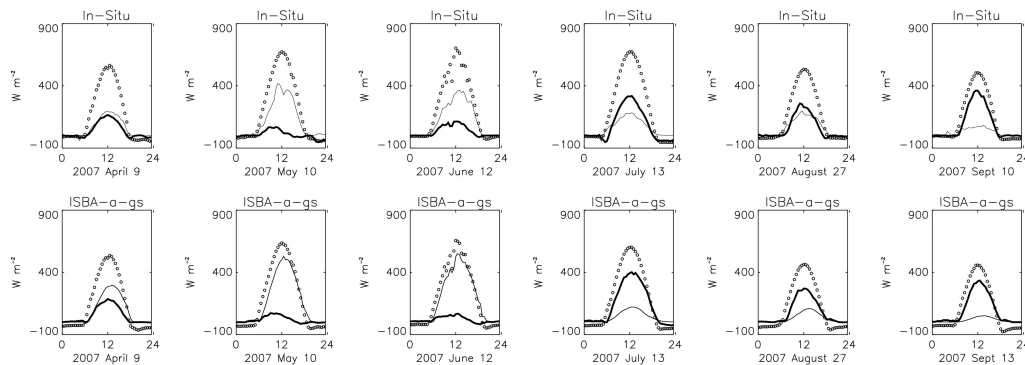 In-Situ In-Situ In-Situ In-Situ In-Situ In-Situ
900 900 900 900 900 900
400 400 400 400 400 400
W m⁻² W m⁻² W m⁻² W m⁻² W m⁻² W m⁻²
-100 -100 -100 -100 -100 -100
0 12 24 0 12 24 0 12 24 0 12 24 0 12 24 0 12 24
2007 April 9 2007 May 10 2007 June 12 2007 July 13 2007 August 27 2007 Sept 10
ISBA-a-gs ISBA-a-gs ISBA-a-gs ISBA-a-gs ISBA-a-gs ISBA-a-gs
900 900 900 900 900 900
400 400 400 400 400 400
W m⁻² W m⁻² W m⁻² W m⁻² W m⁻² W m⁻²
-100 -100 -100 -100 -100 -100
0 12 24 0 12 24 0 12 24 0 12 24 0 12 24 0 12 24
2007 April 9 2007 May 10 2007 June 12 2007 July 13 2007 August 27 2007 Sept 13